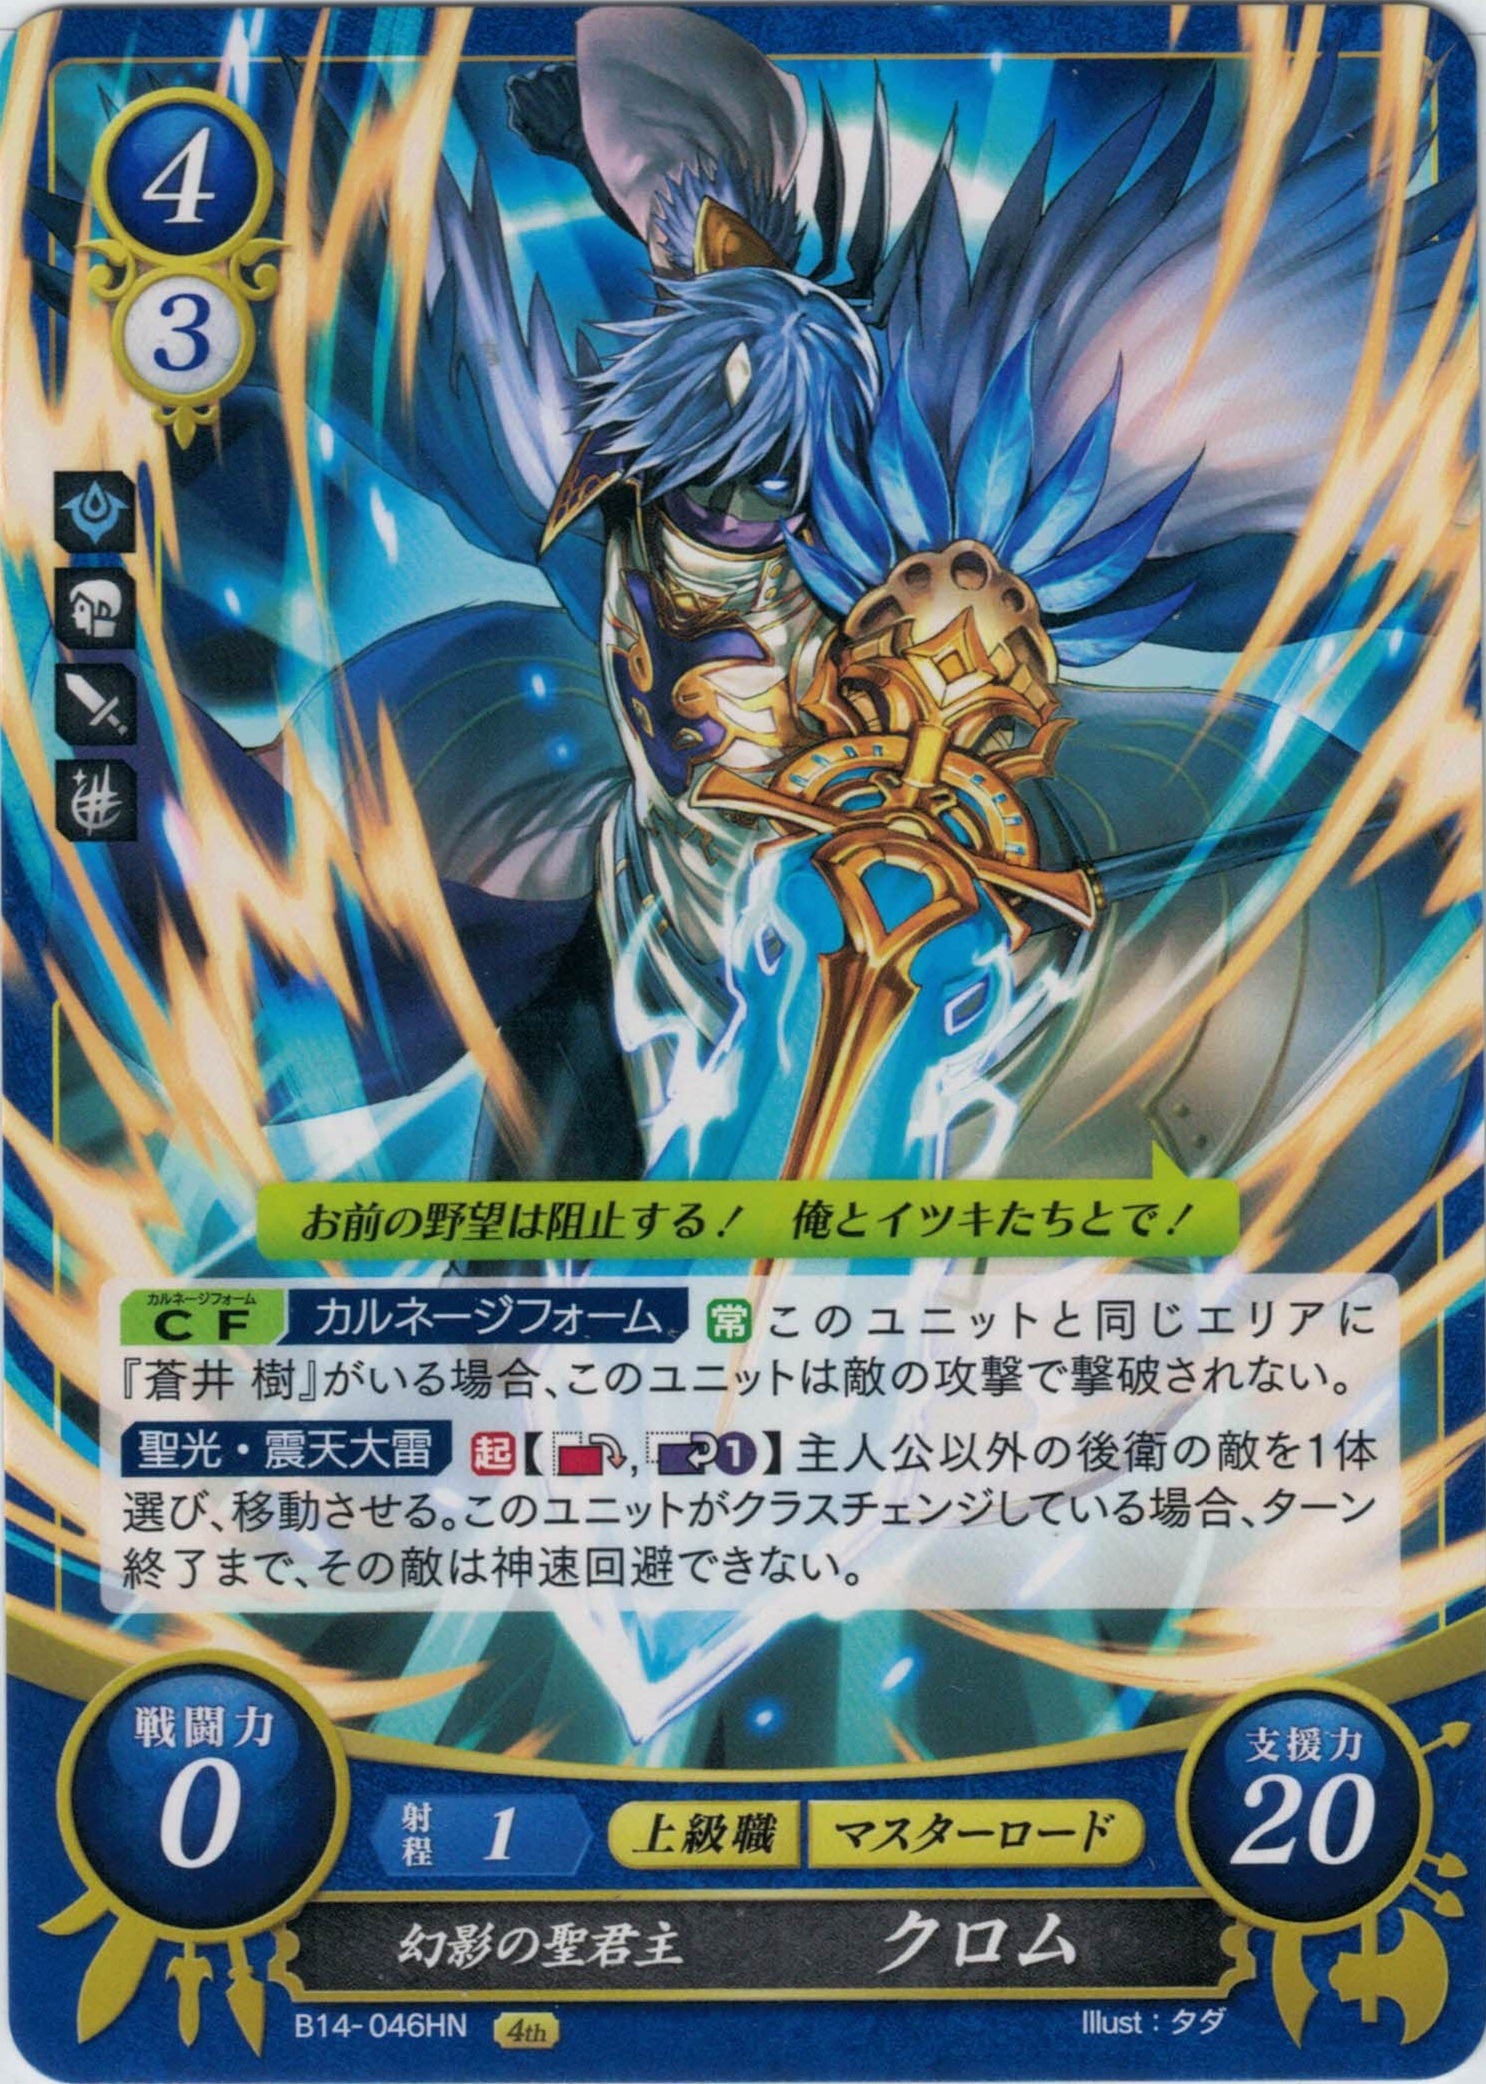 4
3
お前の野望は阻止する！　俺とイツキたちとで！
カルネージフォーム
CF カルネージフォーム 常 このユニットと同じエリアに
『蒼井 樹』がいる場合、このユニットは敵の攻撃で撃破されない。
聖光・震天大雷 起【 , 1】主人公以外の後衛の敵を1体
選び、移動させる。このユニットがクラスチェンジしている場合、ターン
終了まで、その敵は神速回避できない。
戦闘力
0
射程 1
上級職 マスターロード
支援力
20
幻影の聖君主 クロム
B14-046HN 4th
Illust：タダ